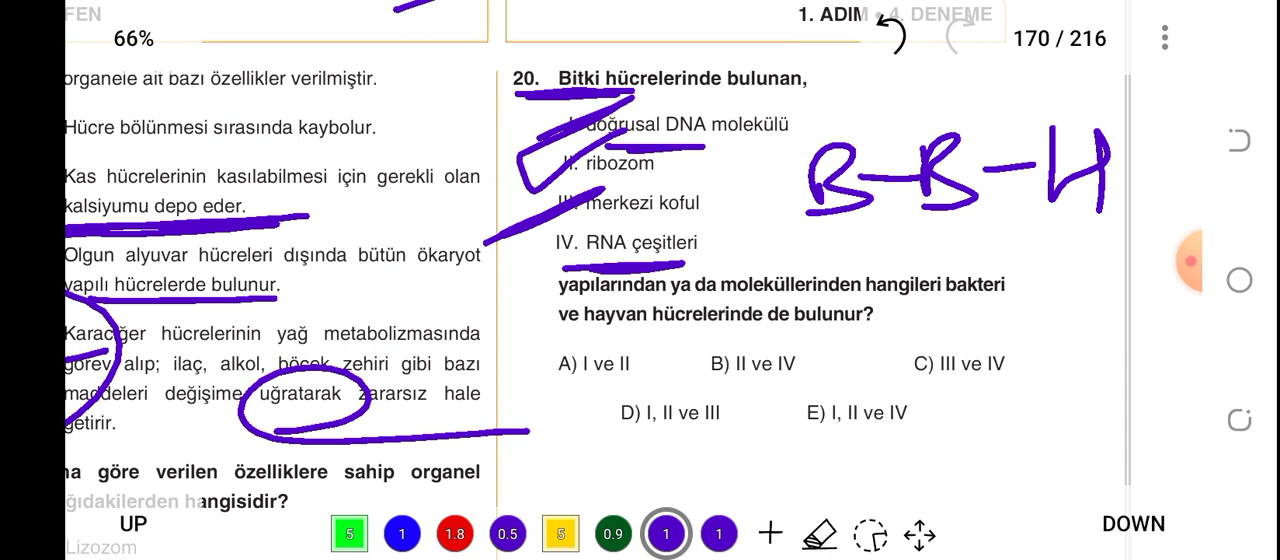 FEN
1. ADIM • 4. DENEME
66%
170 / 216
organele ait bazı özellikler verilmiştir.
Hücre bölünmesi sırasında kaybolur.
Kas hücrelerinin kasılabilmesi için gerekli olan
kalsiyumu depo eder.
Olgun alyuvar hücreleri dışında bütün ökaryot
yapılı hücrelerde bulunur.
Karaciğer hücrelerinin yağ metabolizmasında
görev alıp; ilaç, alkol, böcek zehiri gibi bazı
maddeleri değişime uğratarak zararsız hale
getirir.
na göre verilen özelliklere sahip organel
ğıdakilerden hangisidir?
Lizozom
20. Bitki hücrelerinde bulunan,
I. doğrusal DNA molekülü
II. ribozom
III. merkezi koful
IV. RNA çeşitleri
yapılarından ya da moleküllerinden hangileri bakteri
ve hayvan hücrelerinde de bulunur?
A) I ve II B) II ve IV C) III ve IV
D) I, II ve III E) I, II ve IV
B-B-H
UP
5 1 1.8 0.5 5 0.9 1 1
DOWN